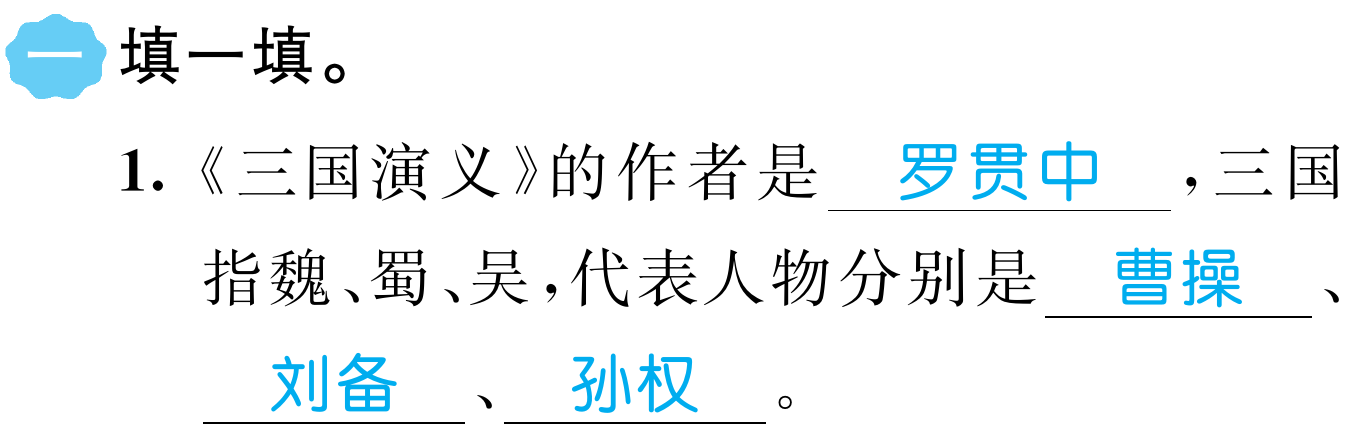 一 填一填。
1.《三国演义》的作者是 罗贯中 ,三国
指魏、蜀、吴,代表人物分别是 曹操 、
刘备 、 孙权 。